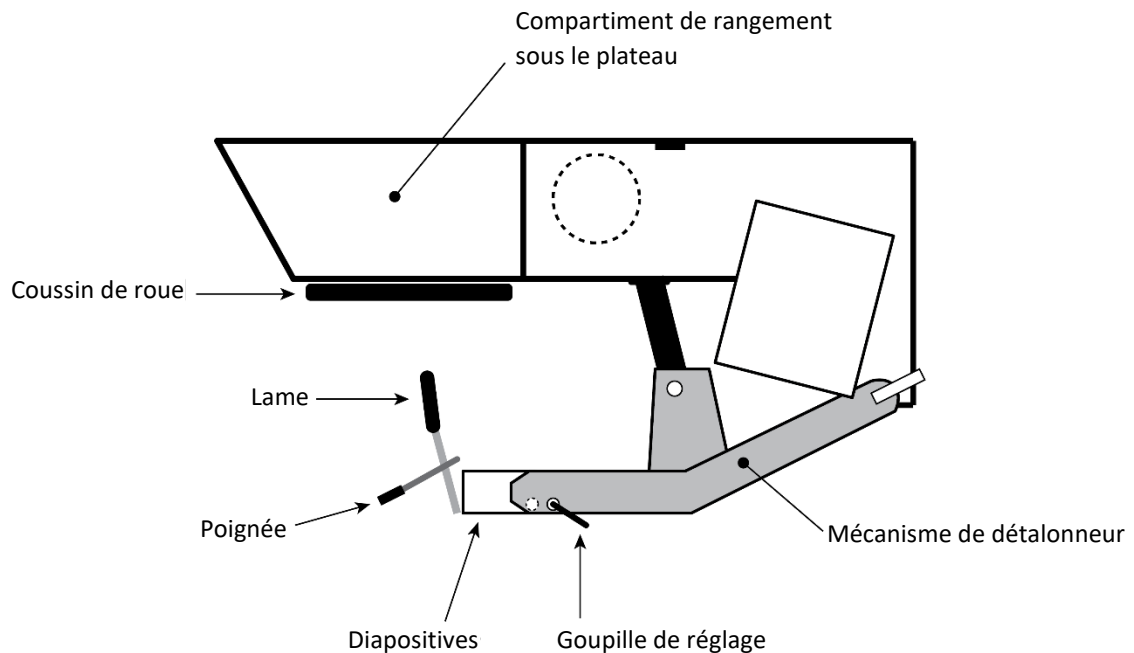 Compartiment de rangement
sous le plateau
Coussin de roue
Lame
Poignée
Mécanisme de détalonneur
Diapositives
Goupille de réglage